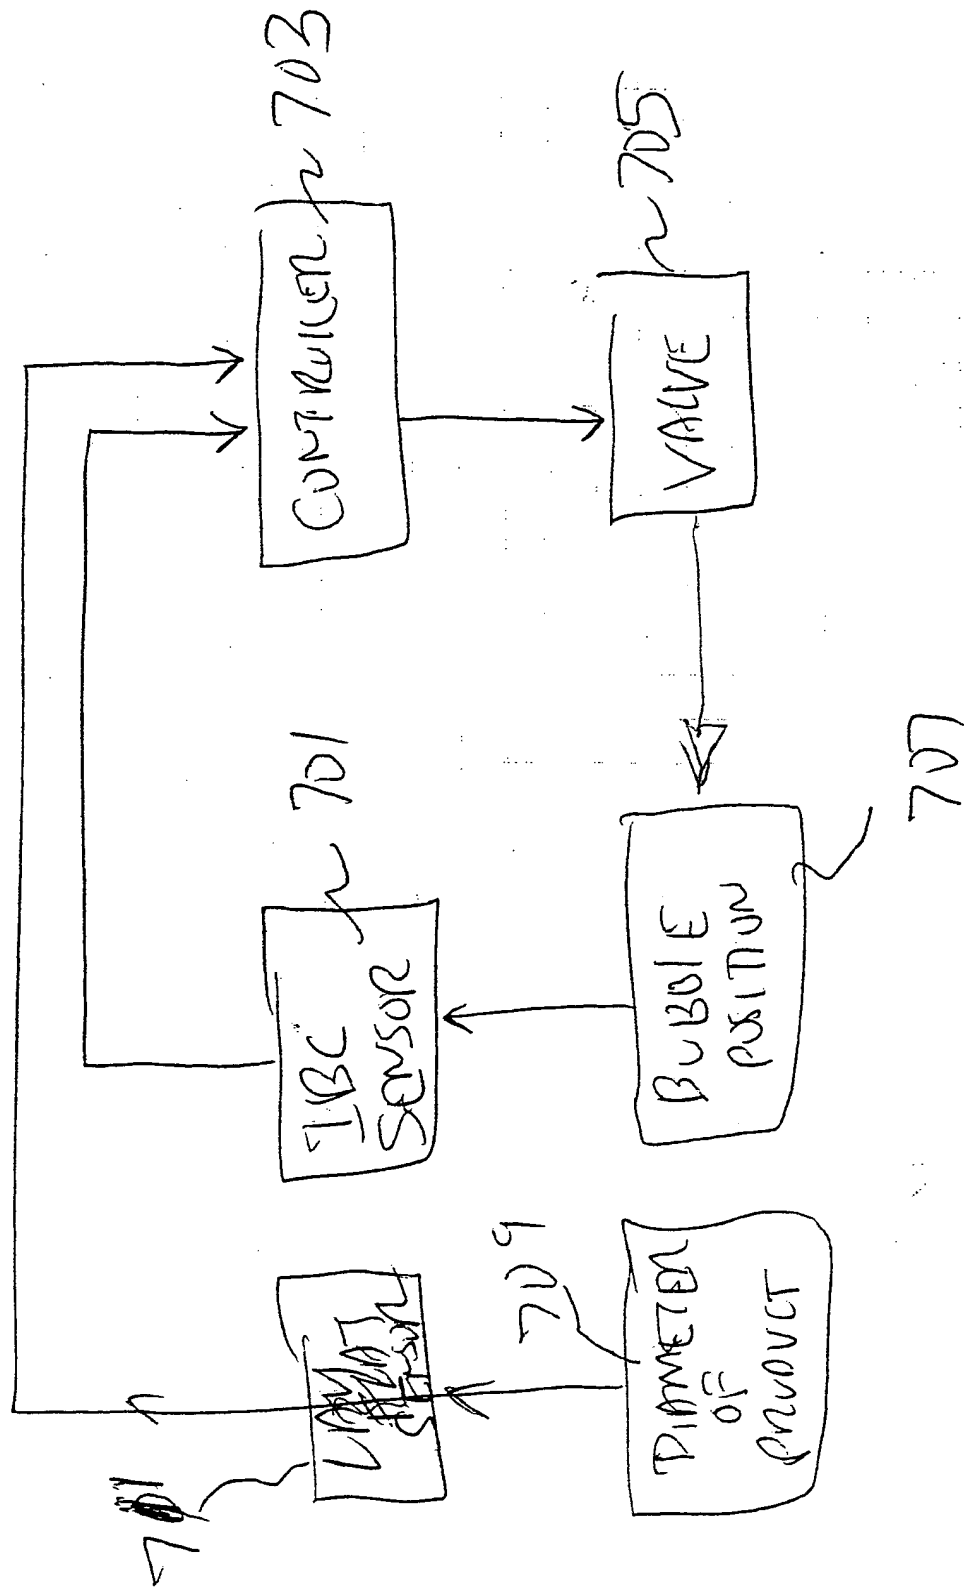 701
IBC
SENSOR
CONTROLLER
703
709
DIAMETER
OF
PRODUCT
BUBBLE
POSITION
707
VALVE
705